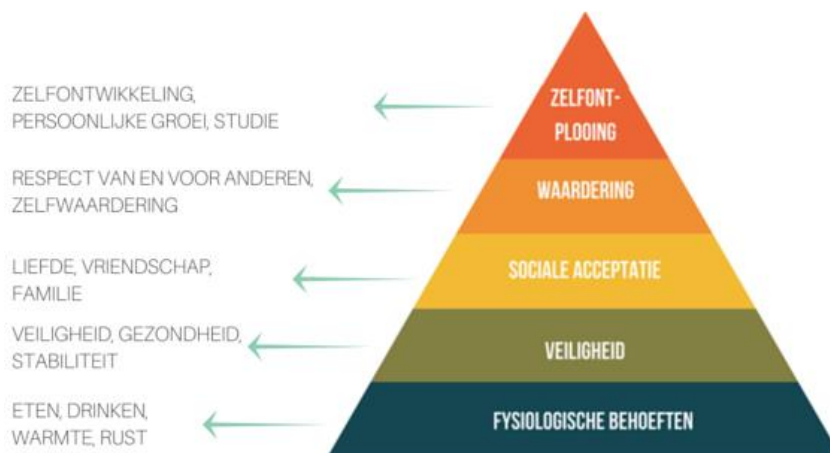 ZELFONTWIKKELING,
PERSOONLIJKE GROEI, STUDIE
ZELFONT-
PLOOING
RESPECT VAN EN VOOR ANDEREN,
ZELFWAARDERING
WAARDERING
LIEFDE, VRIENDSCHAP,
FAMILIE
SOCIALE ACCEPTATIE
VEILIGHEID, GEZONDHEID,
STABILITEIT
VEILIGHEID
ETEN, DRINKEN,
WARMTE, RUST
FYSIOLOGISCHE BEHOEFTEN